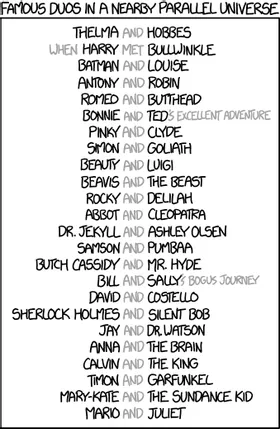 FAMOUS DUOS IN A NEARBY PARALLEL UNIVERSE
THELMA AND HOBBES
WHEN HARRY MET BULLWINKLE
BATMAN AND LOUISE
ANTONY AND ROBIN
ROMEO AND BUTTHEAD
BONNIE AND TED'S EXCELLENT ADVENTURE
PINKY AND CLYDE
SIMON AND GOLIATH
BEAUTY AND LUIGI
BEAVIS AND THE BEAST
ROCKY AND DELILAH
ABBOT AND CLEOPATRA
DR. JEKYLL AND ASHLEY OLSEN
SAMSON AND PUMBAA
BUTCH CASSIDY AND MR. HYDE
BILL AND SALLY'S BOGUS JOURNEY
DAVID AND COSTELLO
SHERLOCK HOLMES AND SILENT BOB
JAY AND DR. WATSON
ANNA AND THE BRAIN
CALVIN AND THE KING
TIMON AND GARFUNKEL
MARY-KATE AND THE SUNDANCE KID
MARIO AND JULIET